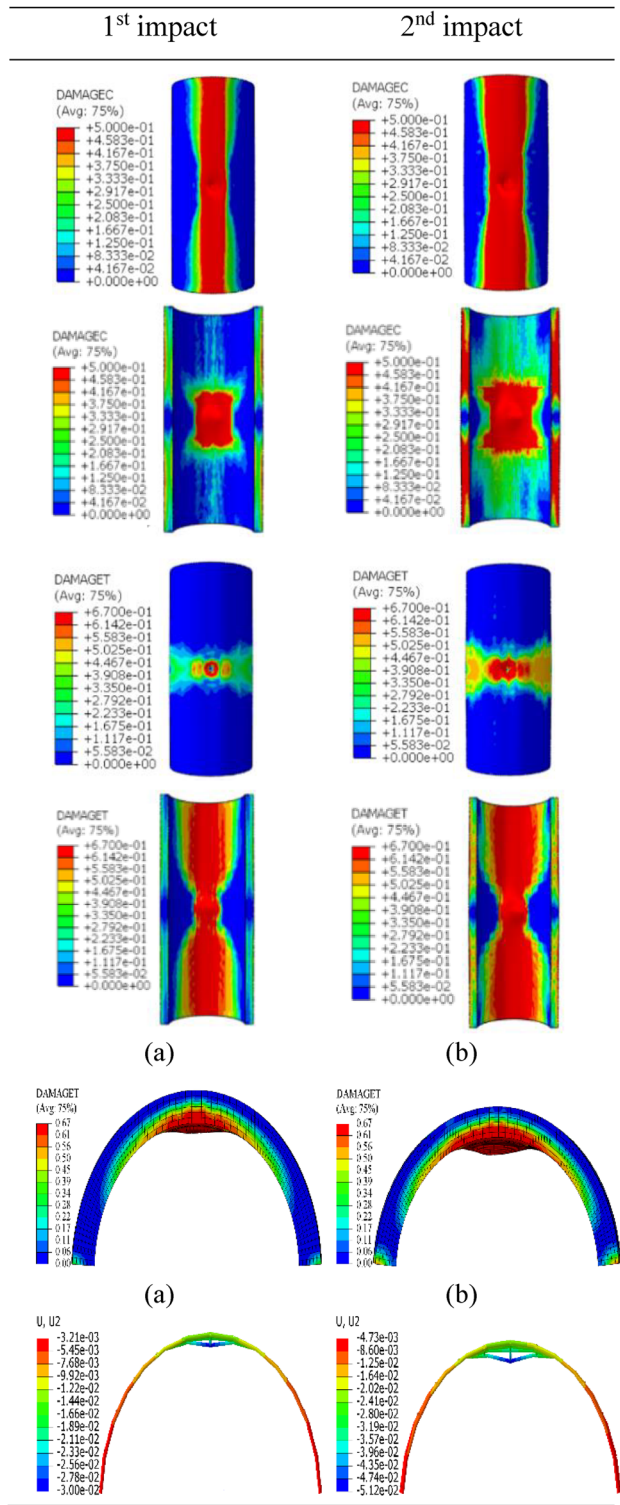 1st impact
2nd impact
DAMAGEC
(Avg: 75%)
+5.000e-01
+4.583e-01
+4.167e-01
+3.750e-01
+3.333e-01
+2.917e-01
+2.500e-01
+2.083e-01
+1.667e-01
+1.250e-01
+8.333e-02
+4.167e-02
+0.000e+00
DAMAGEC
(Avg: 75%)
+5.000e-01
+4.583e-01
+4.167e-01
+3.750e-01
+3.333e-01
+2.917e-01
+2.500e-01
+2.083e-01
+1.667e-01
+1.250e-01
+8.333e-02
+4.167e-02
+0.000e+00
DAMAGEC
(Avg: 75%)
+5.000e-01
+4.583e-01
+4.167e-01
+3.750e-01
+3.333e-01
+2.917e-01
+2.500e-01
+2.083e-01
+1.667e-01
+1.250e-01
+8.333e-02
+4.167e-02
+0.000e+00
DAMAGEC
(Avg: 75%)
+5.000e-01
+4.583e-01
+4.167e-01
+3.750e-01
+3.333e-01
+2.917e-01
+2.500e-01
+2.083e-01
+1.667e-01
+1.250e-01
+8.333e-02
+4.167e-02
+0.000e+00
DAMAGET
(Avg: 75%)
+6.700e-01
+6.142e-01
+5.583e-01
+5.025e-01
+4.467e-01
+3.908e-01
+3.350e-01
+2.792e-01
+2.233e-01
+1.675e-01
+1.117e-01
+5.583e-02
+0.000e+00
DAMAGET
(Avg: 75%)
+6.700e-01
+6.142e-01
+5.583e-01
+5.025e-01
+4.467e-01
+3.908e-01
+3.350e-01
+2.792e-01
+2.233e-01
+1.675e-01
+1.117e-01
+5.583e-02
+0.000e+00
DAMAGET
(Avg: 75%)
+6.700e-01
+6.142e-01
+5.583e-01
+5.025e-01
+4.467e-01
+3.908e-01
+3.350e-01
+2.792e-01
+2.233e-01
+1.675e-01
+1.117e-01
+5.583e-02
+0.000e+00
DAMAGET
(Avg: 75%)
+6.700e-01
+6.142e-01
+5.583e-01
+5.025e-01
+4.467e-01
+3.908e-01
+3.350e-01
+2.792e-01
+2.233e-01
+1.675e-01
+1.117e-01
+5.583e-02
+0.000e+00
(a)
(b)
DAMAGET
(Avg: 75%)
0.67
0.61
0.56
0.50
0.45
0.39
0.34
0.28
0.22
0.17
0.11
0.06
0.00
DAMAGET
(Avg: 75%)
0.67
0.61
0.56
0.50
0.45
0.39
0.34
0.28
0.22
0.17
0.11
0.06
0.00
(a)
(b)
U, U2
-3.21e-03
-5.45e-03
-7.68e-03
-9.92e-03
-1.22e-02
-1.44e-02
-1.66e-02
-1.89e-02
-2.11e-02
-2.33e-02
-2.56e-02
-2.78e-02
-3.00e-02
U, U2
-4.73e-03
-8.60e-03
-1.25e-02
-1.64e-02
-2.02e-02
-2.41e-02
-2.80e-02
-3.19e-02
-3.57e-02
-3.96e-02
-4.35e-02
-4.74e-02
-5.12e-02